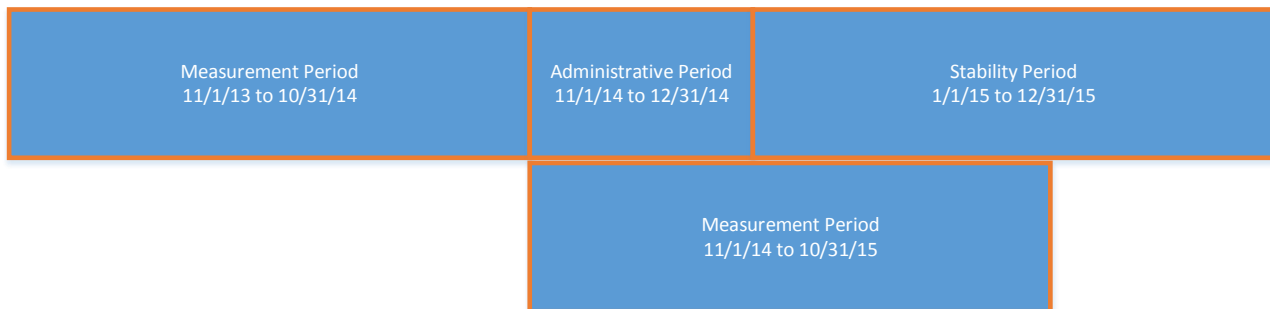 Measurement Period
11/1/13 to 10/31/14
Administrative Period
11/1/14 to 12/31/14
Stability Period
1/1/15 to 12/31/15
Measurement Period
11/1/14 to 10/31/15